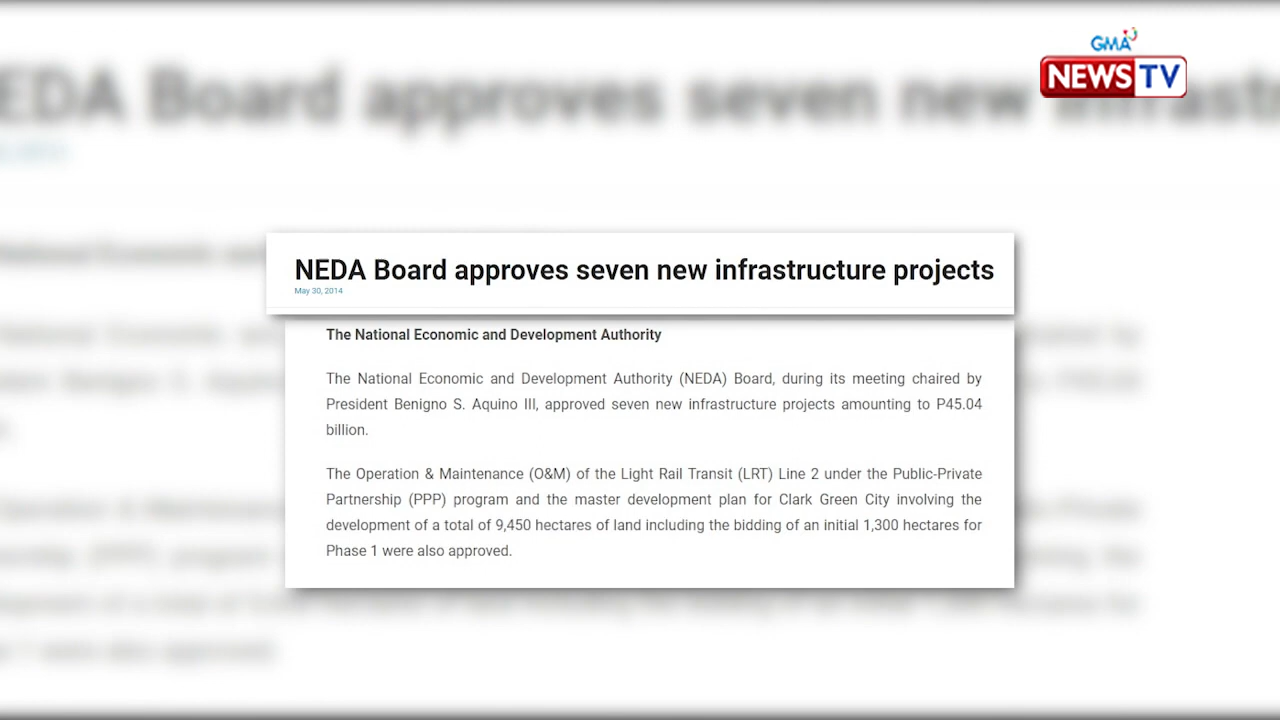 GMA
NEWS TV
NEDA Board approves seven new infrastructure projects
May 30, 2014
The National Economic and Development Authority
The National Economic and Development Authority (NEDA) Board, during its meeting chaired by
President Benigno S. Aquino III, approved seven new infrastructure projects amounting to P45.04
billion.
The Operation & Maintenance (O&M) of the Light Rail Transit (LRT) Line 2 under the Public-Private
Partnership (PPP) program and the master development plan for Clark Green City involving the
development of a total of 9,450 hectares of land including the bidding of an initial 1,300 hectares for
Phase 1 were also approved.